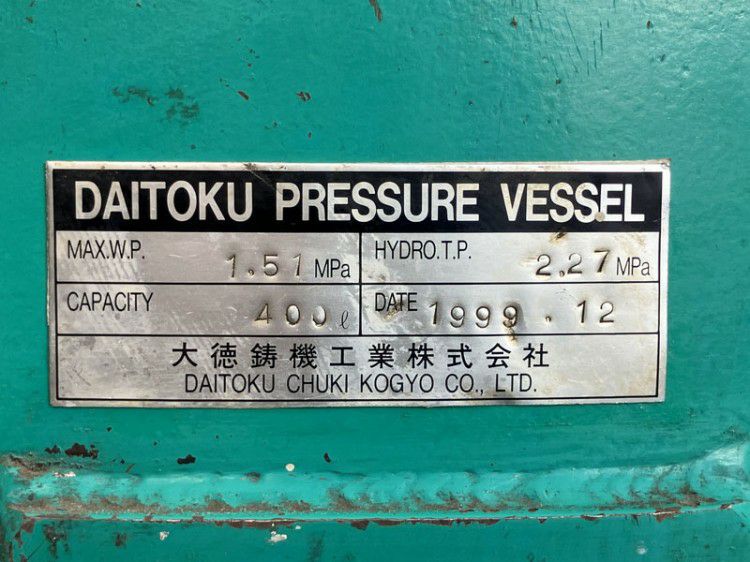 DAITOKU PRESSURE VESSEL
MAX.W.P. 1.51 MPa HYDRO.T.P. 2.27 MPa
CAPACITY 400ℓ DATE 1999.12
大徳鋳機工業株式会社
DAITOKU CHUKI KOGYO CO., LTD.